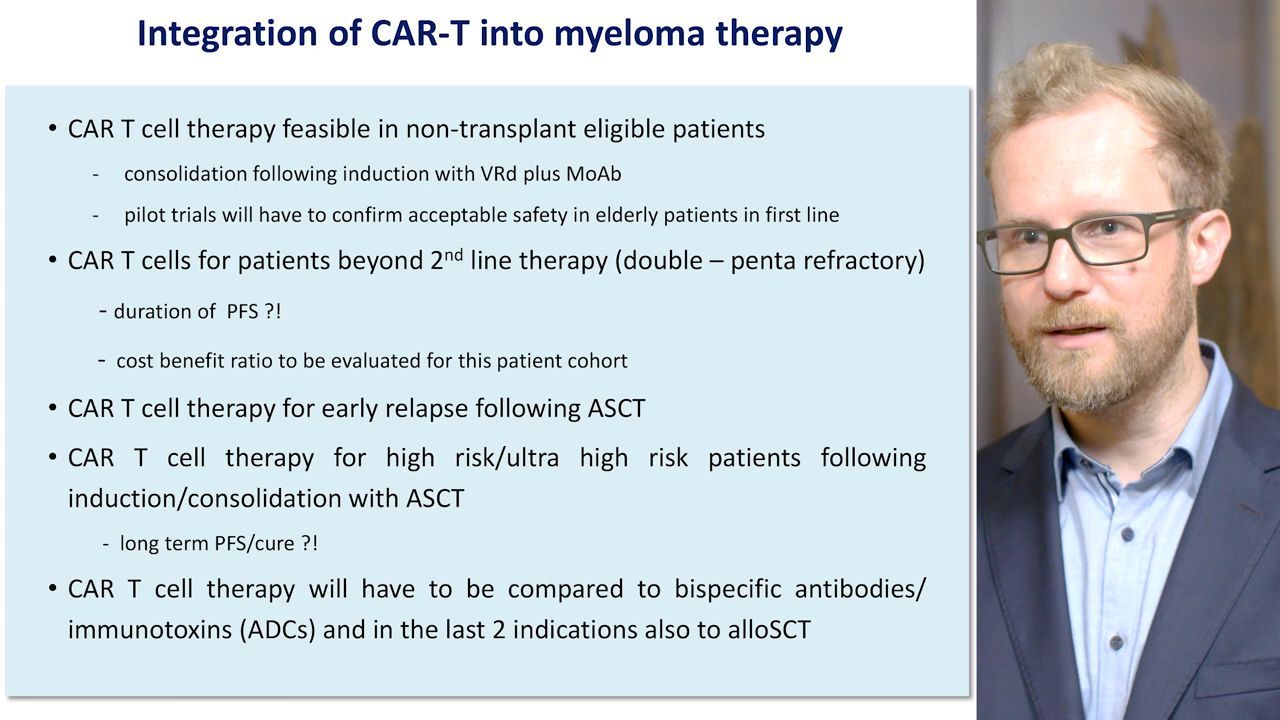 Integration of CAR-T into myeloma therapy
• CAR T cell therapy feasible in non-transplant eligible patients
- consolidation following induction with VRd plus MoAb
- pilot trials will have to confirm acceptable safety in elderly patients in first line
• CAR T cells for patients beyond 2nd line therapy (double – penta refractory)
- duration of PFS ?!
- cost benefit ratio to be evaluated for this patient cohort
• CAR T cell therapy for early relapse following ASCT
• CAR T cell therapy for high risk/ultra high risk patients following
induction/consolidation with ASCT
- long term PFS/cure ?!
• CAR T cell therapy will have to be compared to bispecific antibodies/
immunotoxins (ADCs) and in the last 2 indications also to alloSCT